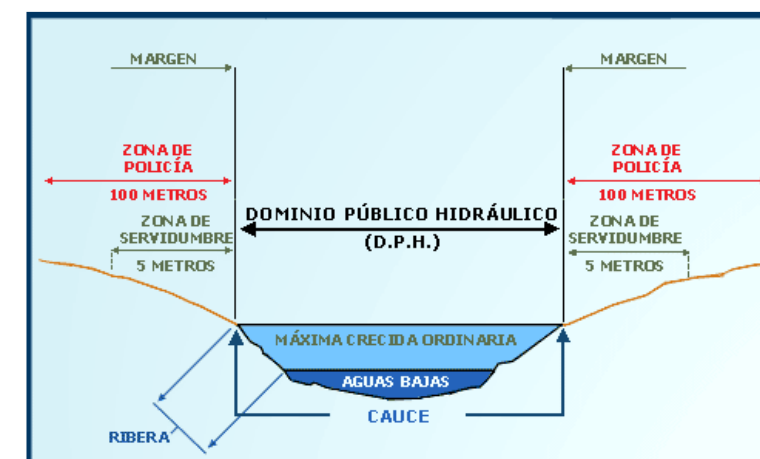 MARGEN
MARGEN
ZONA DE
POLICÍA
100 METROS
ZONA DE
POLICÍA
100 METROS
ZONA DE
SERVIDUMBRE
5 METROS
DOMINIO PÚBLICO HIDRÁULICO
(D.P.H.)
ZONA DE
SERVIDUMBRE
5 METROS
MÁXIMA CRECIDA ORDINARIA
AGUAS BAJAS
CAUCE
RIBERA